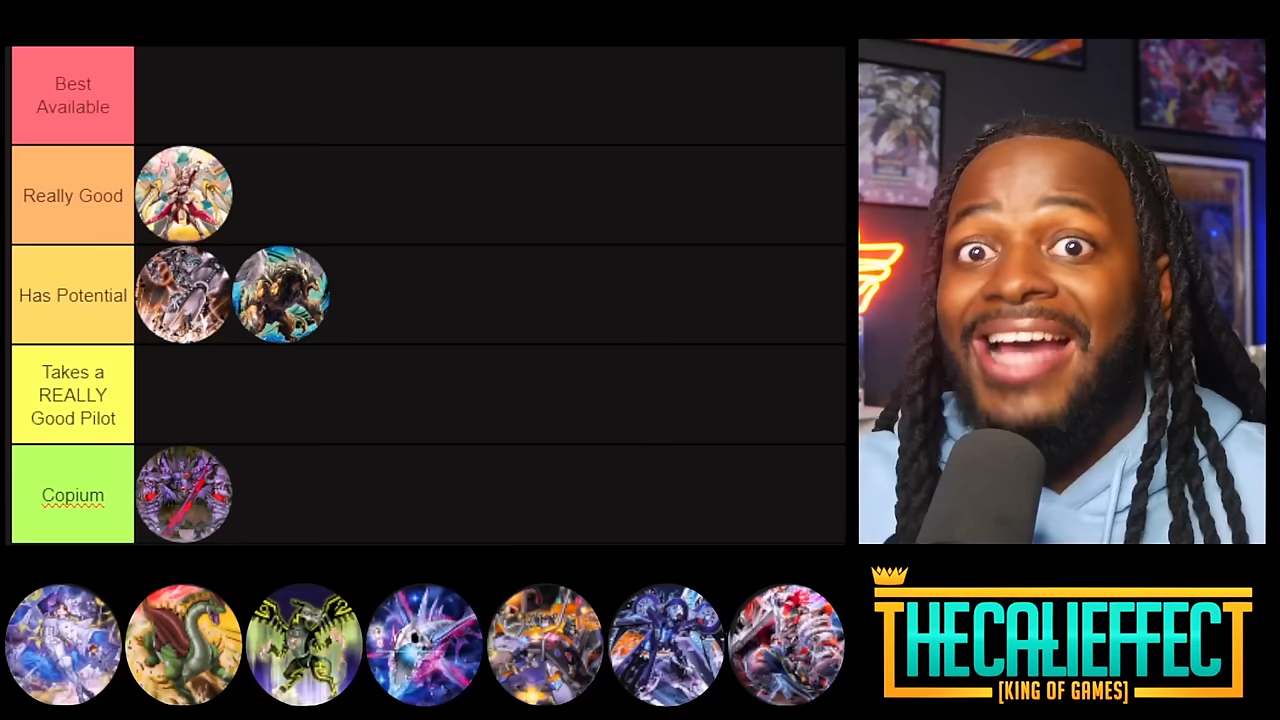 Best
Available
Really Good
Has Potential
Takes a
REALLY
Good Pilot
Copium
THECALIEFFECT
[KING OF GAMES]